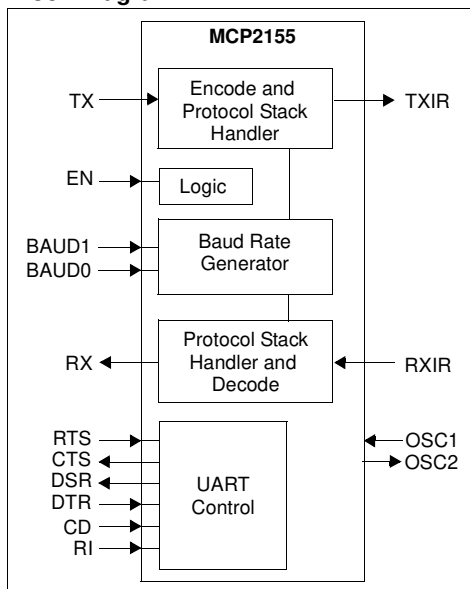 MCP2155
TX
Encode and
Protocol Stack
Handler
TXIR
EN
Logic
BAUD1
BAUD0
Baud Rate
Generator
RX
Protocol Stack
Handler and
Decode
RXIR
RTS
CTS
DSR
DTR
CD
RI
UART
Control
OSC1
OSC2